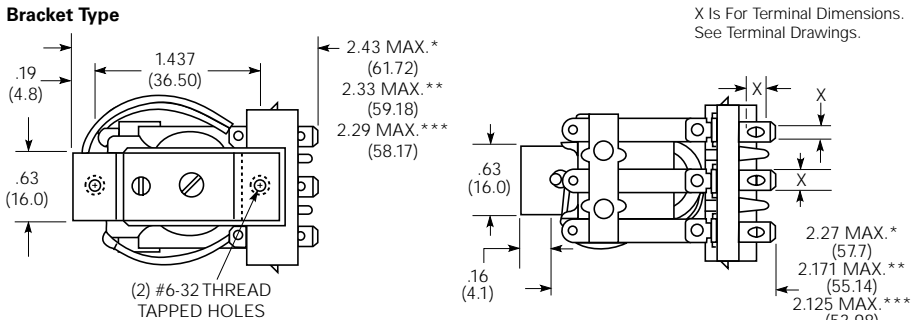 Bracket Type
X Is For Terminal Dimensions.
See Terminal Drawings.
.19
(4.8)
1.437
(36.50)
2.43 MAX.*
(61.72)
2.33 MAX.**
(59.18)
2.29 MAX.***
(58.17)
.63
(16.0)
(2) #6-32 THREAD
TAPPED HOLES
X
X
X
.63
(16.0)
.16
(4.1)
2.27 MAX.*
(57.7)
2.171 MAX.**
(55.14)
2.125 MAX.***